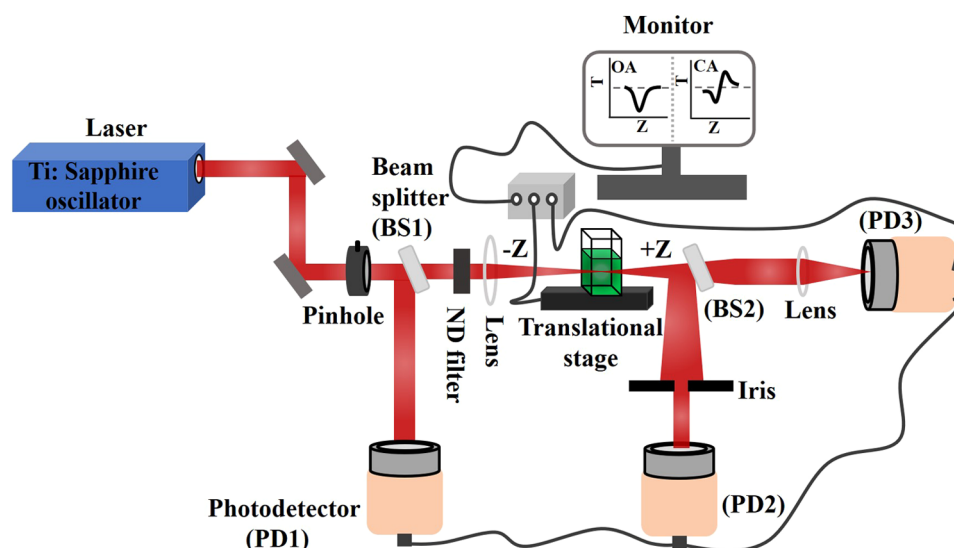 Monitor
OA
T
Z
CA
T
Z
Laser
Ti: Sapphire
oscillator
Beam
splitter
(BS1)
-Z
+Z
(PD3)
Pinhole
ND filter
Lens
Translational
stage
(BS2)
Lens
Iris
Photodetector
(PD1)
(PD2)